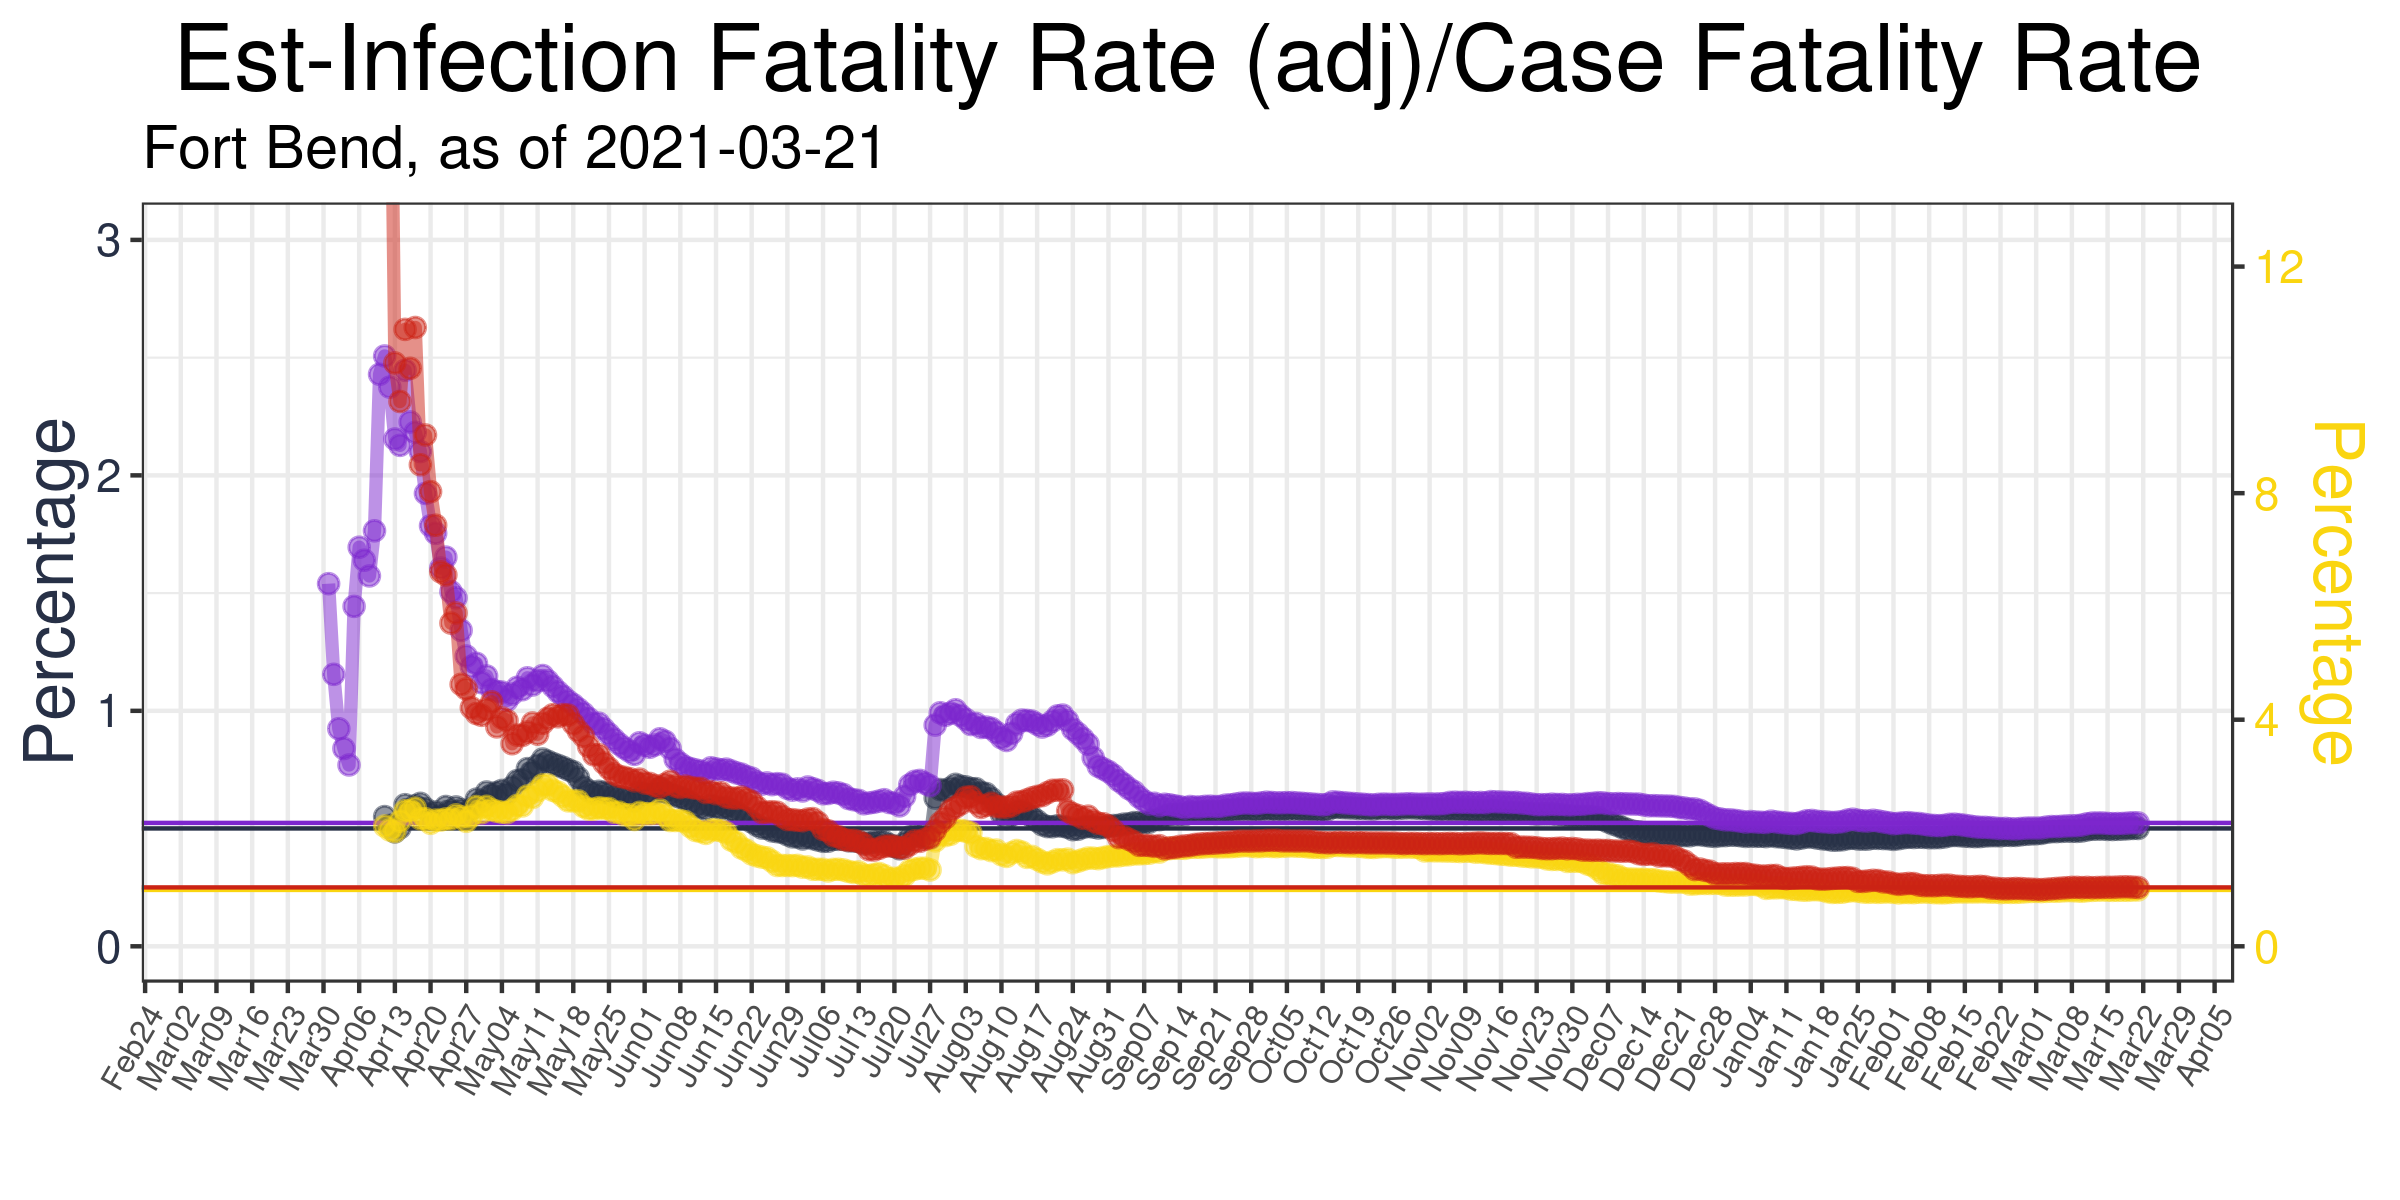 Est-Infection Fatality Rate (adj)/Case Fatality Rate
Fort Bend, as of 2021-03-21
Percentage
3
2
1
0
12
8
4
0
Percentage
Feb24
Mar02
Mar09
Mar16
Mar23
Mar30
Apr06
Apr13
Apr20
Apr27
May04
May11
May18
May25
Jun01
Jun08
Jun15
Jun22
Jun29
Jul06
Jul13
Jul20
Jul27
Aug03
Aug10
Aug17
Aug24
Aug31
Sep07
Sep14
Sep21
Sep28
Oct05
Oct12
Oct19
Oct26
Nov02
Nov09
Nov16
Nov23
Nov30
Dec07
Dec14
Dec21
Dec28
Jan04
Jan11
Jan18
Jan25
Feb01
Feb08
Feb15
Feb22
Mar01
Mar08
Mar15
Mar22
Mar29
Apr05